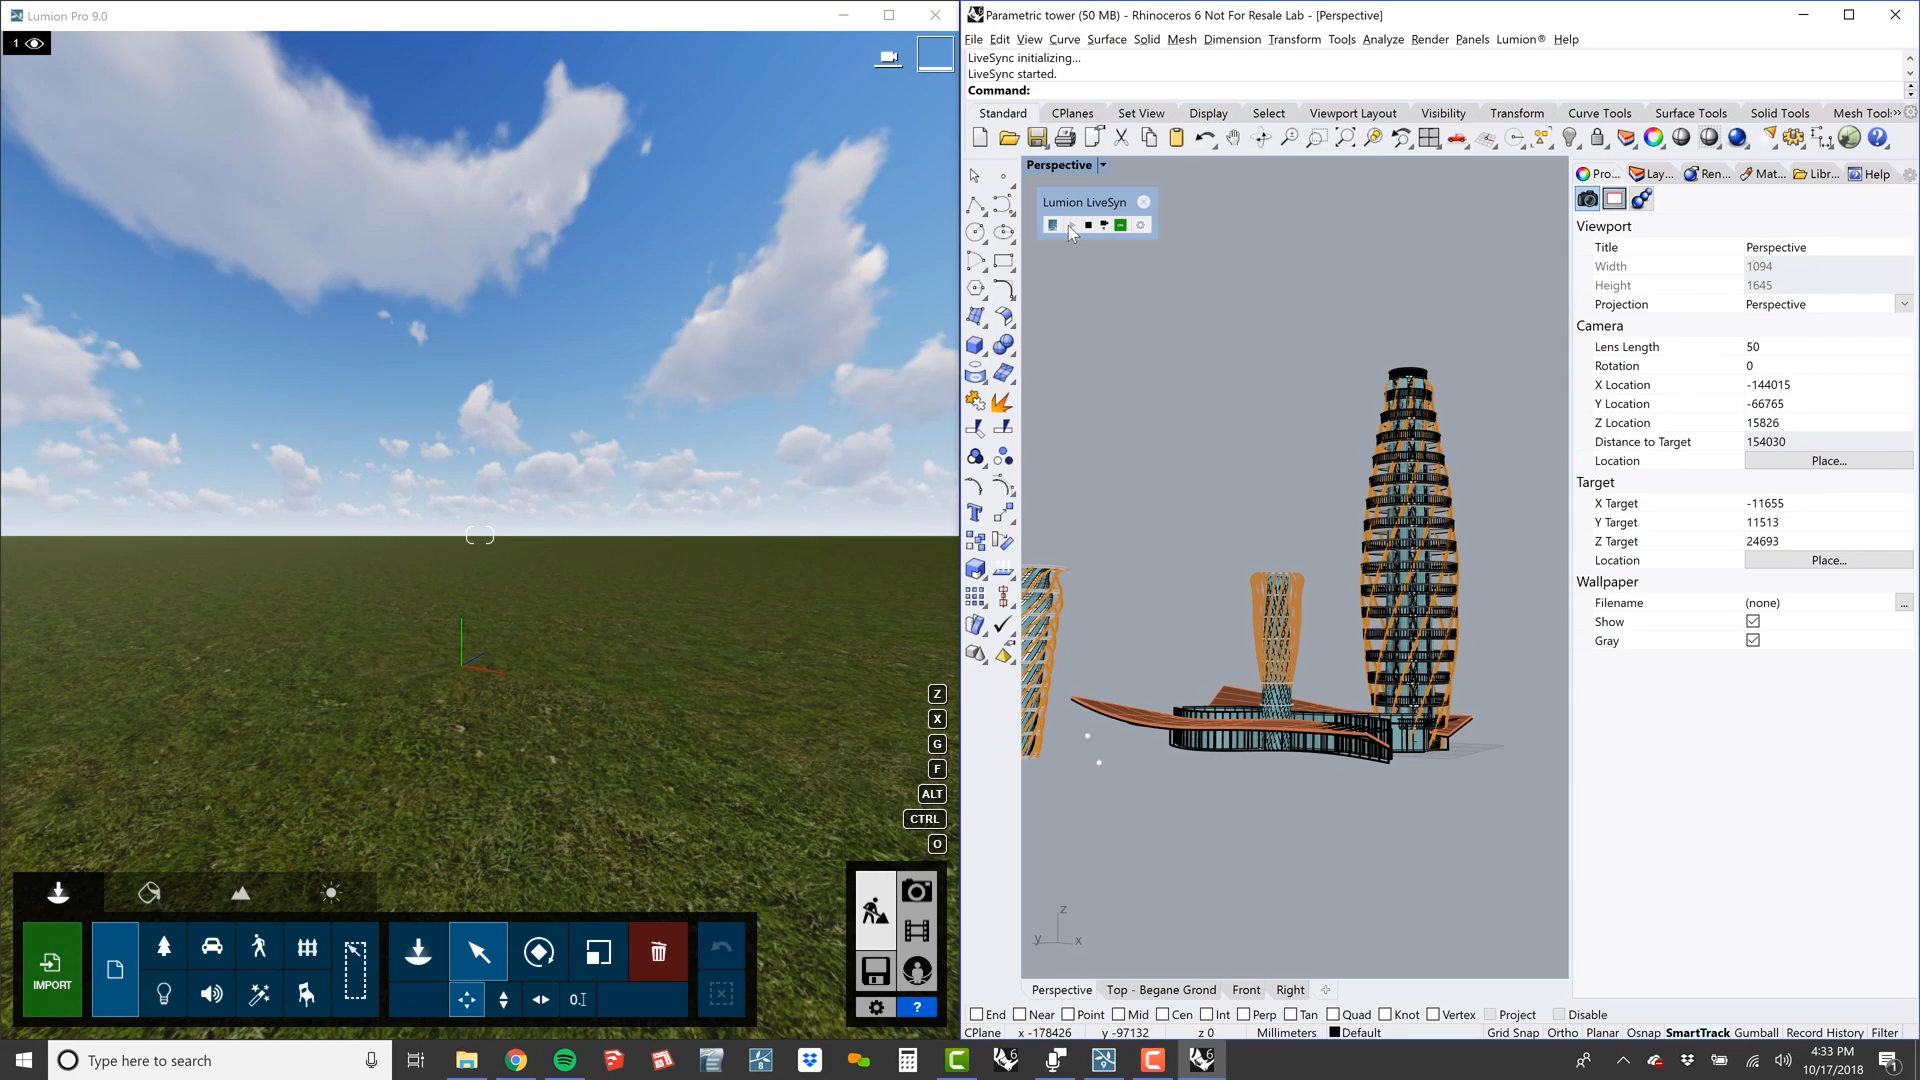 Lumion Pro 9.0
1
Z
X
G
F
ALT
CTRL
O
IMPORT
?
Parametric tower (50 MB) - Rhinoceros 6 Not For Resale Lab - [Perspective]
File Edit View Curve Surface Solid Mesh Dimension Transform Tools Analyze Render Panels Lumion® Help
LiveSync initializing...
LiveSync started.
Command:
Standard CPlanes Set View Display Select Viewport Layout Visibility Transform Curve Tools Surface Tools Solid Tools Mesh Tool:
Perspective
Lumion LiveSyn
Pro... Lay... Ren... Mat... Libr... Help
Viewport
Title Perspective
Width 1094
Height 1645
Projection Perspective
Camera
Lens Length 50
Rotation 0
X Location -144015
Y Location -66765
Z Location 15826
Distance to Target 154030
Location Place...
Target
X Target -11655
Y Target 11513
Z Target 24693
Location Place...
Wallpaper
Filename (none) ...
Show
Gray
z
y x
Perspective Top - Begane Grond Front Right
End Near Point Mid Cen Int Perp Tan Quad Knot Vertex Project Disable
CPlane x -178426 y -97132 z 0 Millimeters Default Grid Snap Ortho Planar Osnap SmartTrack Gumball Record History Filter
Type here to search
4:33 PM
10/17/2018